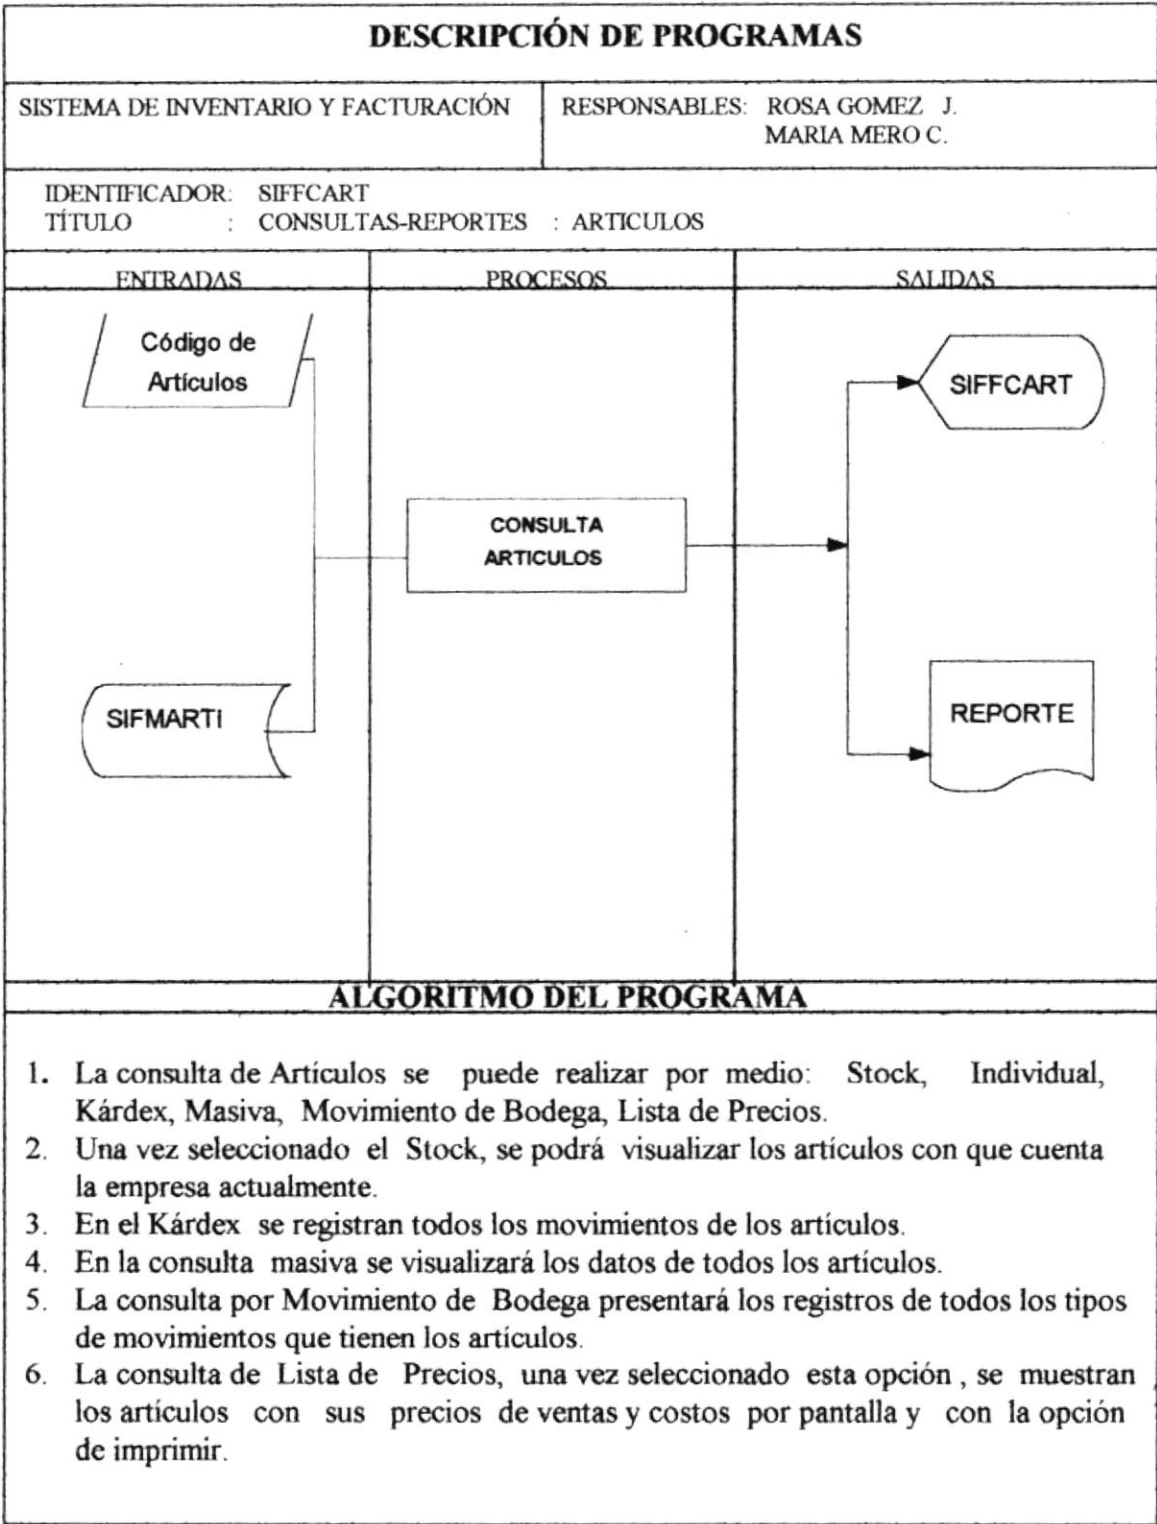 DESCRIPCIÓN DE PROGRAMAS
SISTEMA DE INVENTARIO Y FACTURACIÓN
RESPONSABLES: ROSA GOMEZ J.
MARIA MERO C.
IDENTIFICADOR: SIFFCART
TÍTULO : CONSULTAS-REPORTES : ARTICULOS
ENTRADAS PROCESOS SALIDAS
Código de
Artículos
SIFFCART
CONSULTA
ARTICULOS
SIFMARTI
REPORTE
ALGORITMO DEL PROGRAMA
1. La consulta de Artículos se puede realizar por medio: Stock, Individual,
Kárdex, Masiva, Movimiento de Bodega, Lista de Precios.
2. Una vez seleccionado el Stock, se podrá visualizar los artículos con que cuenta
la empresa actualmente.
3. En el Kárdex se registran todos los movimientos de los artículos.
4. En la consulta masiva se visualizará los datos de todos los artículos.
5. La consulta por Movimiento de Bodega presentará los registros de todos los tipos
de movimientos que tienen los artículos.
6. La consulta de Lista de Precios, una vez seleccionado esta opción , se muestran
los artículos con sus precios de ventas y costos por pantalla y con la opción
de imprimir.